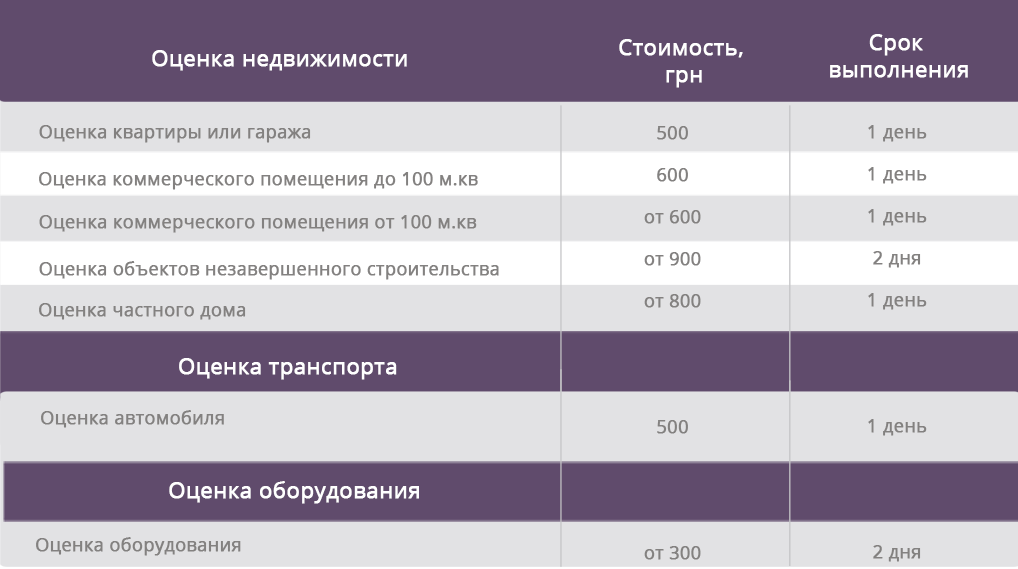 Оценка недвижимости
Стоимость,
грн
Срок
выполнения
Оценка квартиры или гаража 500 1 день
Оценка коммерческого помещения до 100 м.кв 600 1 день
Оценка коммерческого помещения от 100 м.кв от 600 1 день
Оценка объектов незавершенного строительства от 900 2 дня
Оценка частного дома от 800 1 день
Оценка транспорта
Оценка автомобиля 500 1 день
Оценка оборудования
Оценка оборудования от 300 2 дня